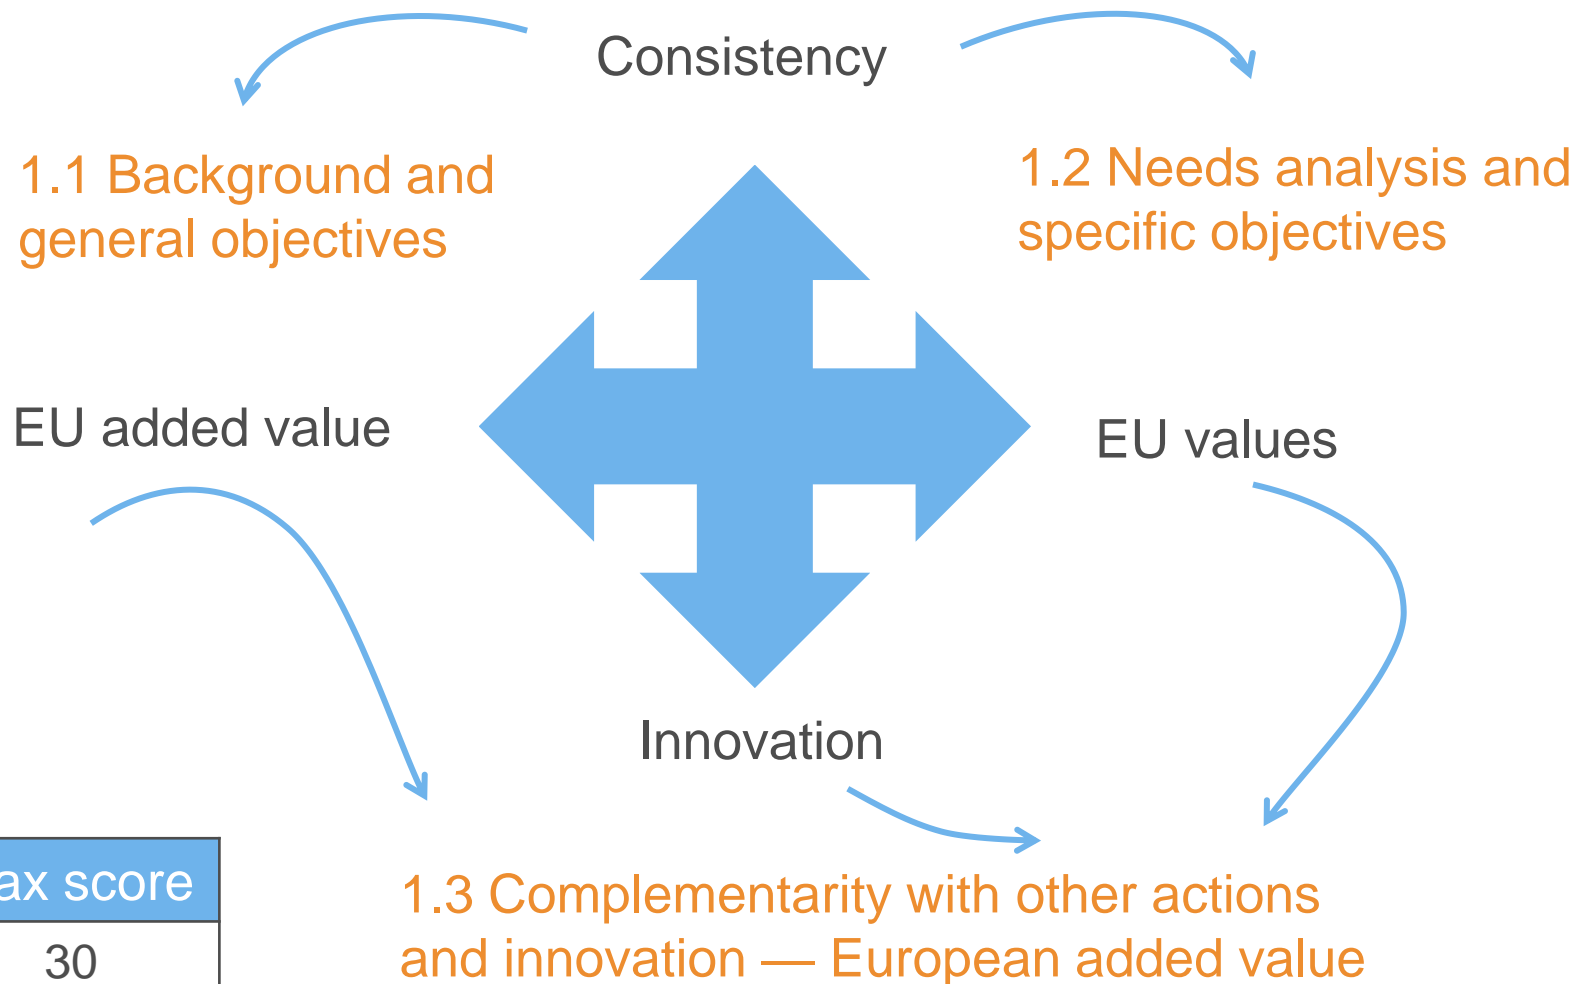 Consistency
1.1 Background and
general objectives
1.2 Needs analysis and
specific objectives
EU added value
EU values
Innovation
ax score
30
1.3 Complementarity with other actions
and innovation — European added value